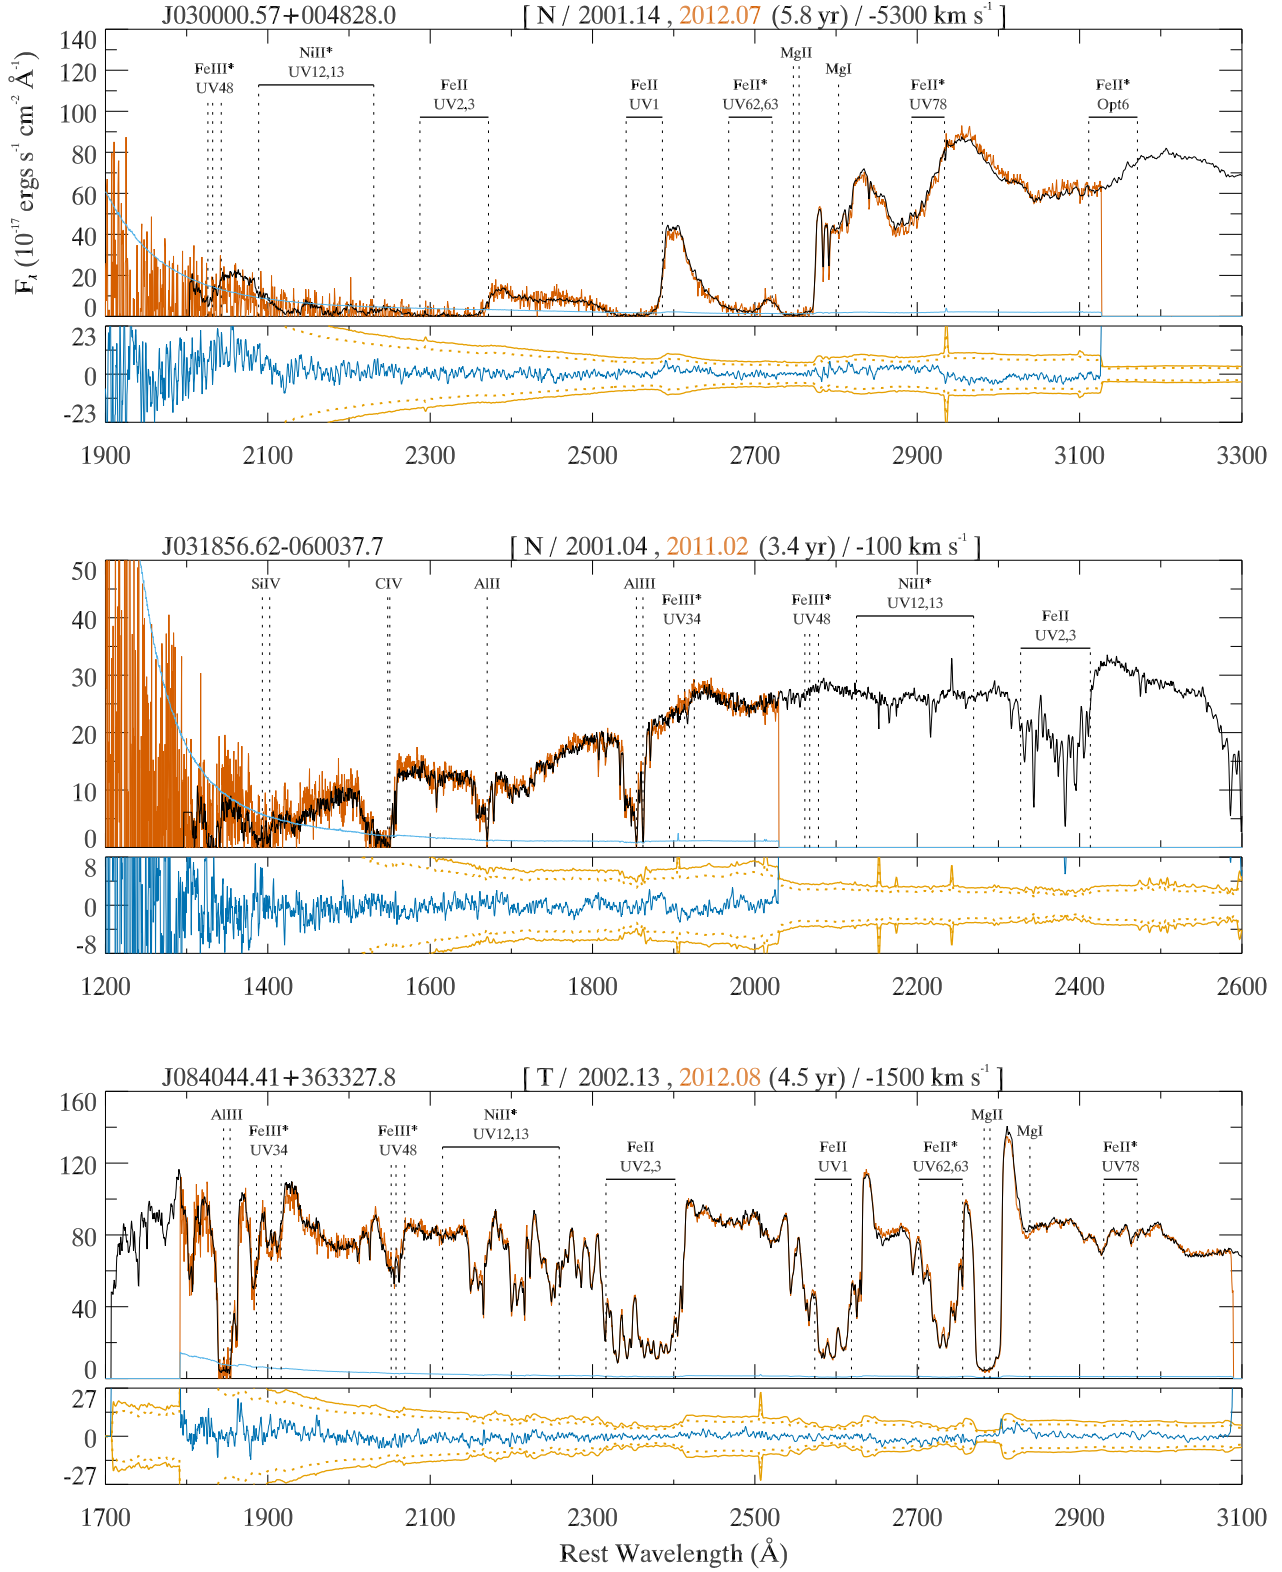 J030000.57+004828.0 [ N / 2001.14 , 2012.07 (5.8 yr) / -5300 km s⁻¹ ]
140
120
100
80
60
40
20
0
F_λ (10⁻¹⁷ ergs s⁻¹ cm⁻² Å⁻¹)
FeIII*
UV48
NiII*
UV12,13
FeII
UV2,3
FeII
UV1
FeII*
UV62,63
MgII
MgI
FeII*
UV78
FeII*
Opt6
23
0
-23
1900 2100 2300 2500 2700 2900 3100 3300
J031856.62-060037.7 [ N / 2001.04 , 2011.02 (3.4 yr) / -100 km s⁻¹ ]
50
40
30
20
10
0
SiIV
CIV
AlII
AlIII
FeIII*
UV34
FeIII*
UV48
NiII*
UV12,13
FeII
UV2,3
8
0
-8
1200 1400 1600 1800 2000 2200 2400 2600
J084044.41+363327.8 [ T / 2002.13 , 2012.08 (4.5 yr) / -1500 km s⁻¹ ]
160
120
80
40
0
AlIII
FeIII*
UV34
FeIII*
UV48
NiII*
UV12,13
FeII
UV2,3
FeII
UV1
FeII*
UV62,63
MgII
MgI
FeII*
UV78
27
0
-27
1700 1900 2100 2300 2500 2700 2900 3100
Rest Wavelength (Å)